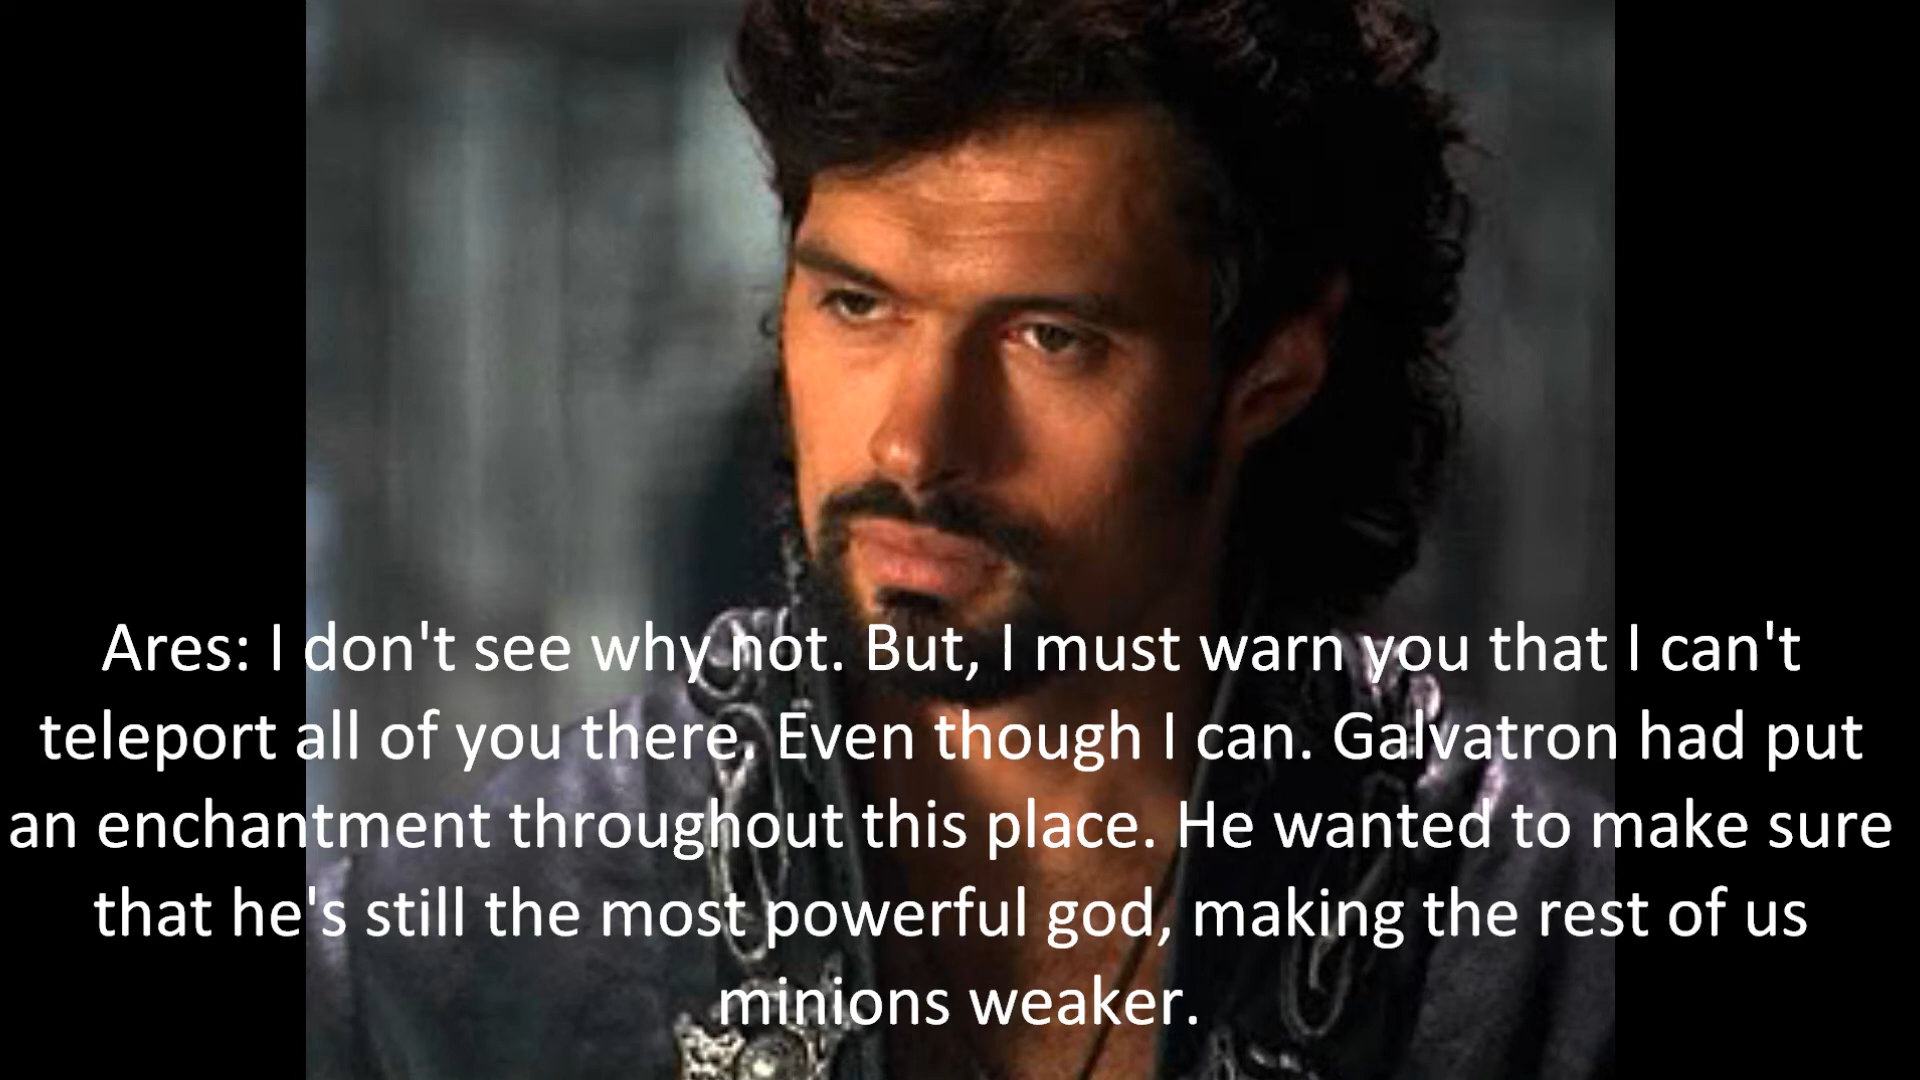 Ares: I don't see why not. But, I must warn you that I can't
teleport all of you there. Even though I can. Galvatron had put
an enchantment throughout this place. He wanted to make sure
that he's still the most powerful god, making the rest of us
minions weaker.